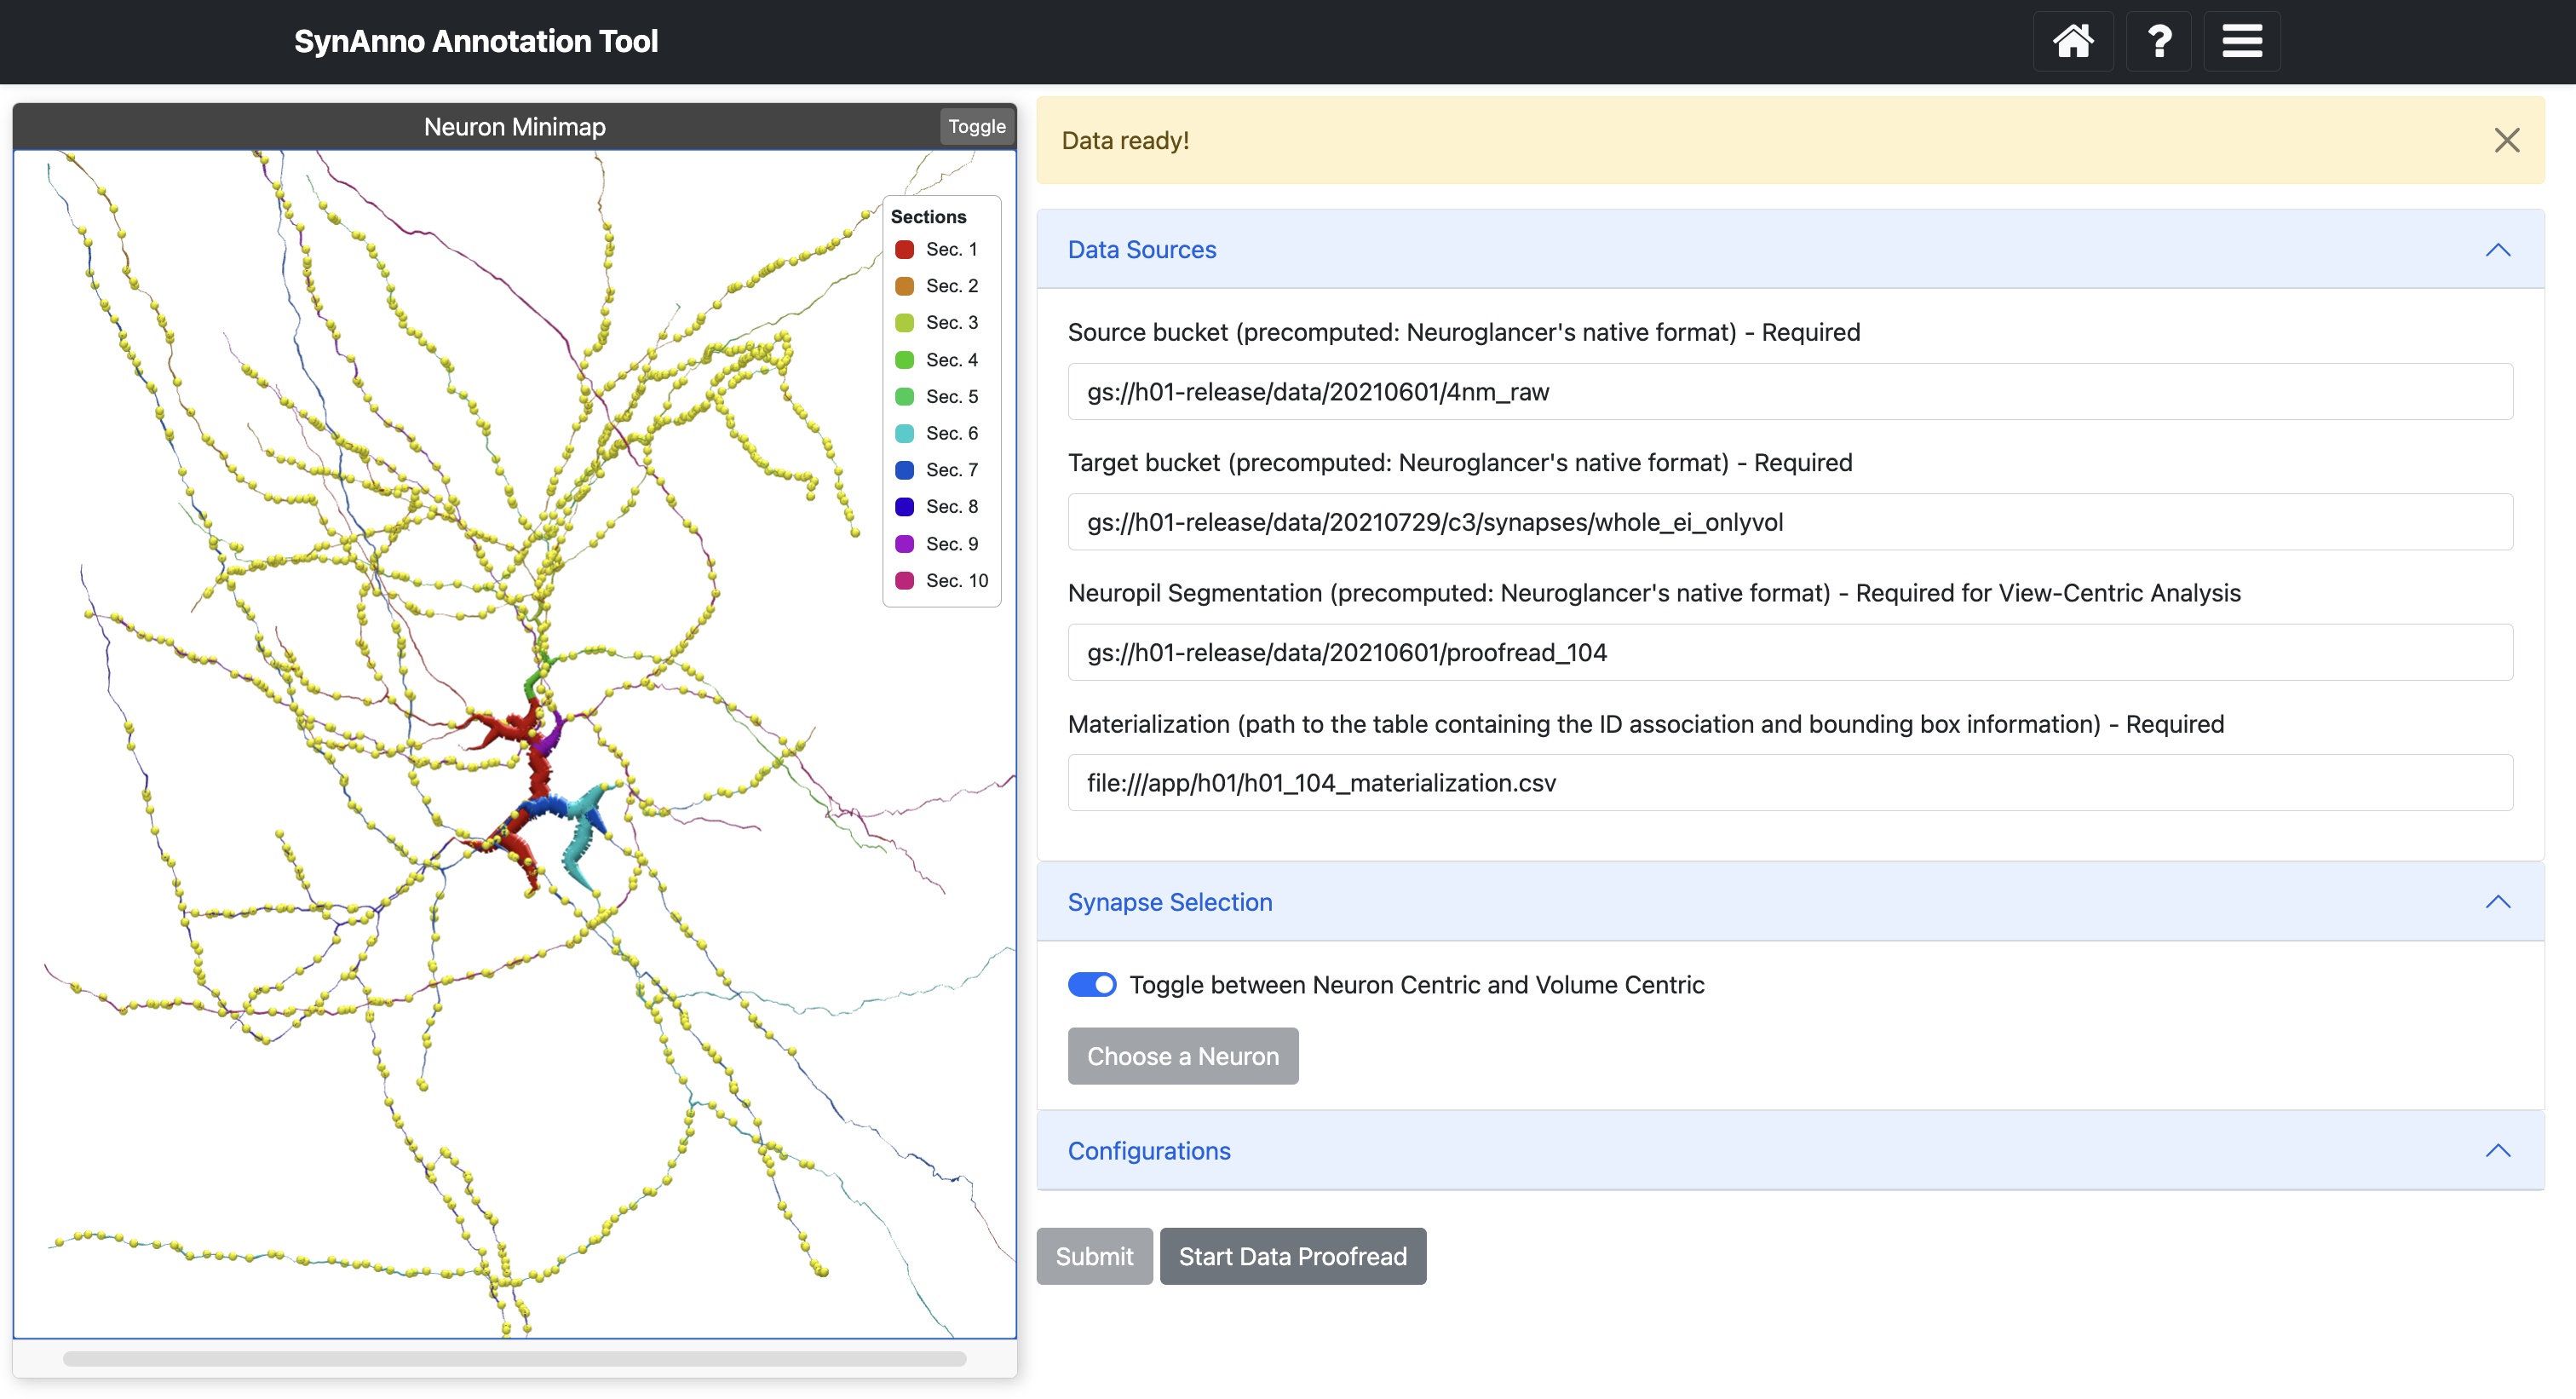 SynAnno Annotation Tool
?
Neuron Minimap
Toggle
Sections
Sec. 1
Sec. 2
Sec. 3
Sec. 4
Sec. 5
Sec. 6
Sec. 7
Sec. 8
Sec. 9
Sec. 10
Data ready!
Data Sources
Source bucket (precomputed: Neuroglancer's native format) - Required
gs://h01-release/data/20210601/4nm_raw
Target bucket (precomputed: Neuroglancer's native format) - Required
gs://h01-release/data/20210729/c3/synapses/whole_ei_onlyvol
Neuropil Segmentation (precomputed: Neuroglancer's native format) - Required for View-Centric Analysis
gs://h01-release/data/20210601/proofread_104
Materialization (path to the table containing the ID association and bounding box information) - Required
file:///app/h01/h01_104_materialization.csv
Synapse Selection
Toggle between Neuron Centric and Volume Centric
Choose a Neuron
Configurations
Submit
Start Data Proofread